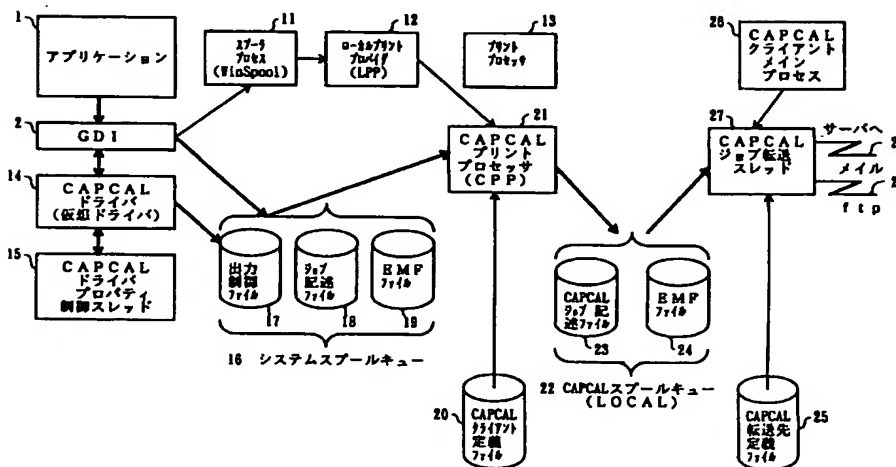 1
アプリケーション
2
GDI
14
CAPCAL
ドライバ
(仮想ドライバ)
15
CAPCAL
ドライバ
プロパティ
制御スレッド
11
スプーラ
プロセス
(WinSpool)
12
ローカルプリント
プロバイダ
(LPP)
13
プリント
プロセッサ
21
CAPCAL
プリント
プロセッサ
(CPP)
出力
制御
ファイル
17
ジョブ
記述
ファイル
18
EMF
ファイル
19
16 システムスプールキュー
20
CAPCAL
クライアント
定義
ファイル
CAPCAL
ジョブ記
述ファイル
23
EMF
ファイル
24
22 CAPCALスプールキュー
(LOCAL)
26
CAPCAL
クライアント
メイン
プロセス
27
CAPCAL
ジョブ転送
スレッド
サーバへ
2
メイル
2
ftp
CAPCAL
転送先
定義
ファイル
25